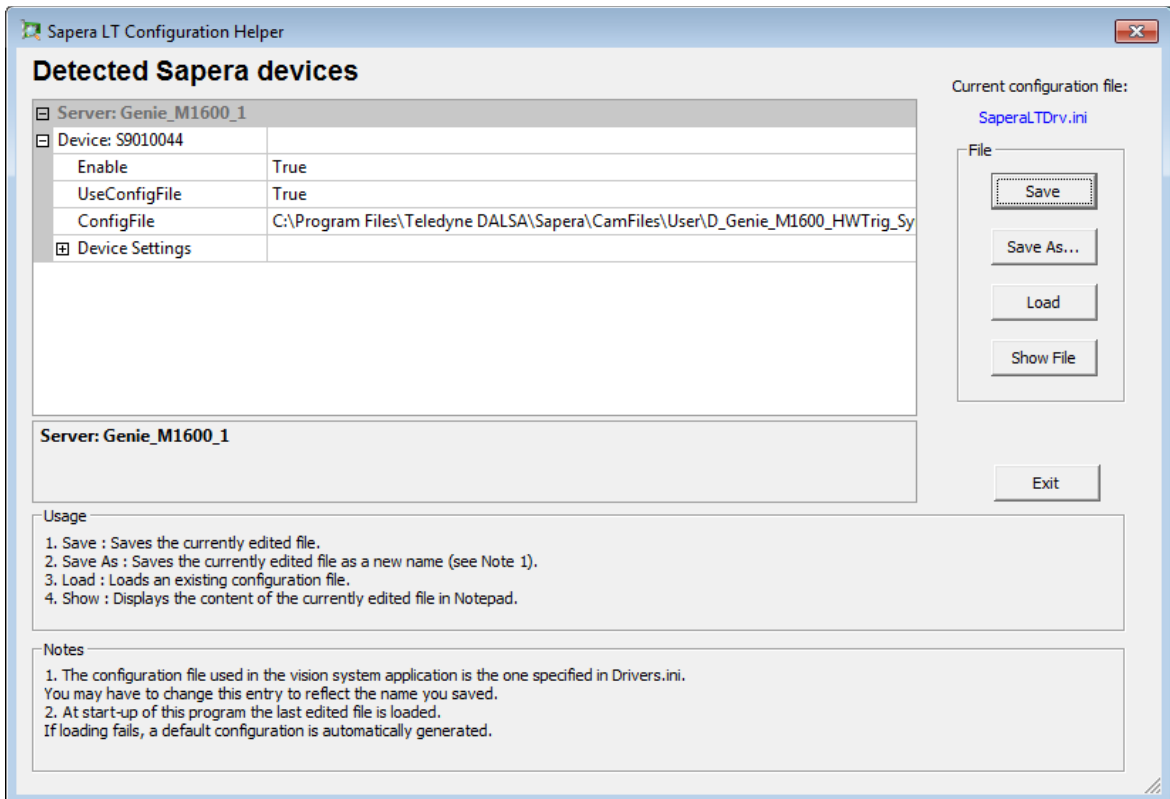 Sapera LT Configuration Helper
Detected Sapera devices
Current configuration file:
SaperaLTDrv.ini
Server: Genie_M1600_1
Device: S9010044
Enable True
UseConfigFile True
ConfigFile C:\Program Files\Teledyne DALSA\Sapera\CamFiles\User\D_Genie_M1600_HWTrig_Sy
Device Settings
File
Save
Save As...
Load
Show File
Server: Genie_M1600_1
Exit
Usage
1. Save : Saves the currently edited file.
2. Save As : Saves the currently edited file as a new name (see Note 1).
3. Load : Loads an existing configuration file.
4. Show : Displays the content of the currently edited file in Notepad.
Notes
1. The configuration file used in the vision system application is the one specified in Drivers.ini.
You may have to change this entry to reflect the name you saved.
2. At start-up of this program the last edited file is loaded.
If loading fails, a default configuration is automatically generated.